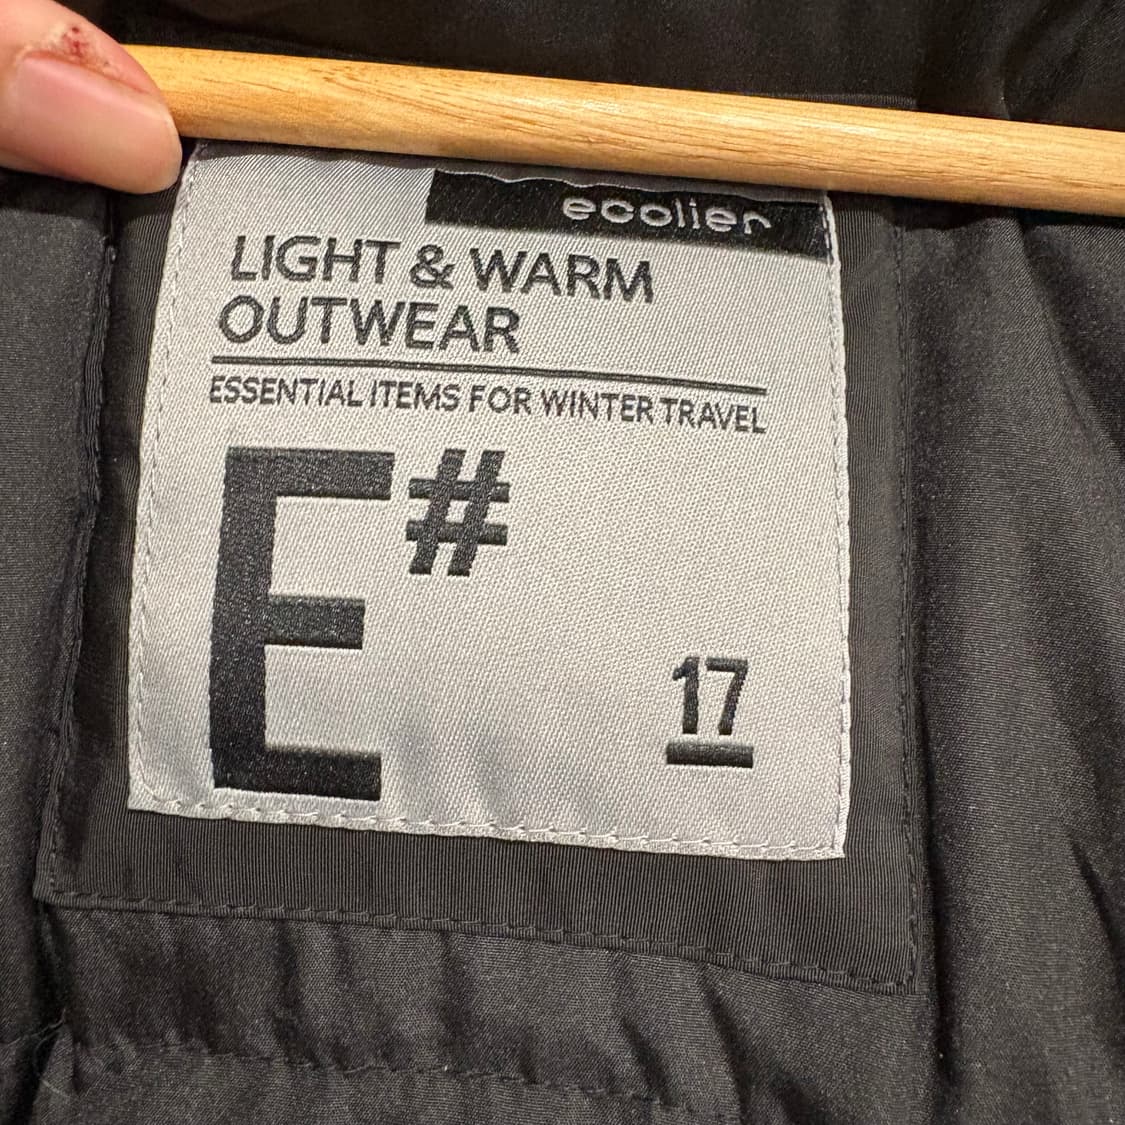 ecolier
LIGHT & WARM
OUTWEAR
ESSENTIAL ITEMS FOR WINTER TRAVEL
E#
17